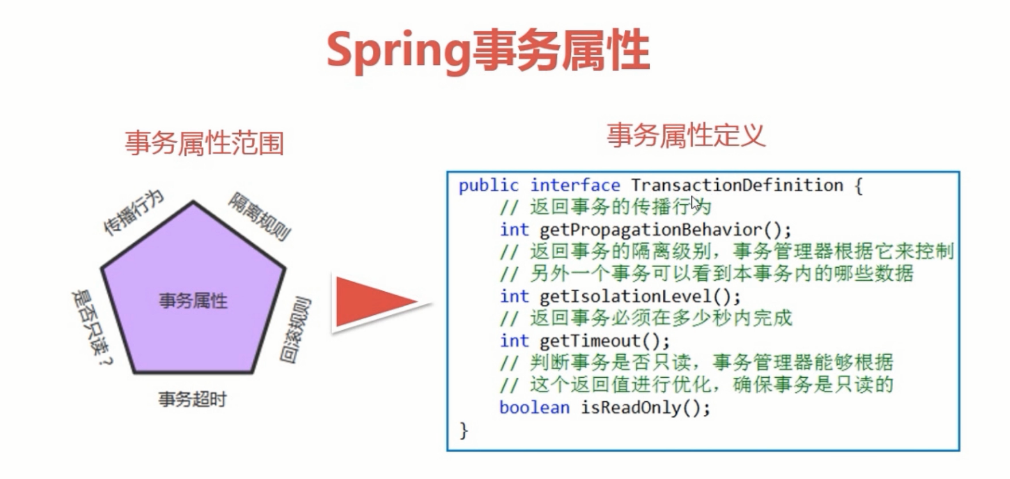 Spring事务属性
事务属性范围
传播行为
隔离规则
是否只读？
事务属性
回滚规则
事务超时
事务属性定义
public interface TransactionDefinition {
// 返回事务的传播行为
int getPropagationBehavior();
// 返回事务的隔离级别，事务管理器根据它来控制
// 另外一个事务可以看到本事务内的哪些数据
int getIsolationLevel();
// 返回事务必须在多少秒内完成
int getTimeout();
// 判断事务是否只读，事务管理器能够根据
// 这个返回值进行优化，确保事务是只读的
boolean isReadOnly();
}